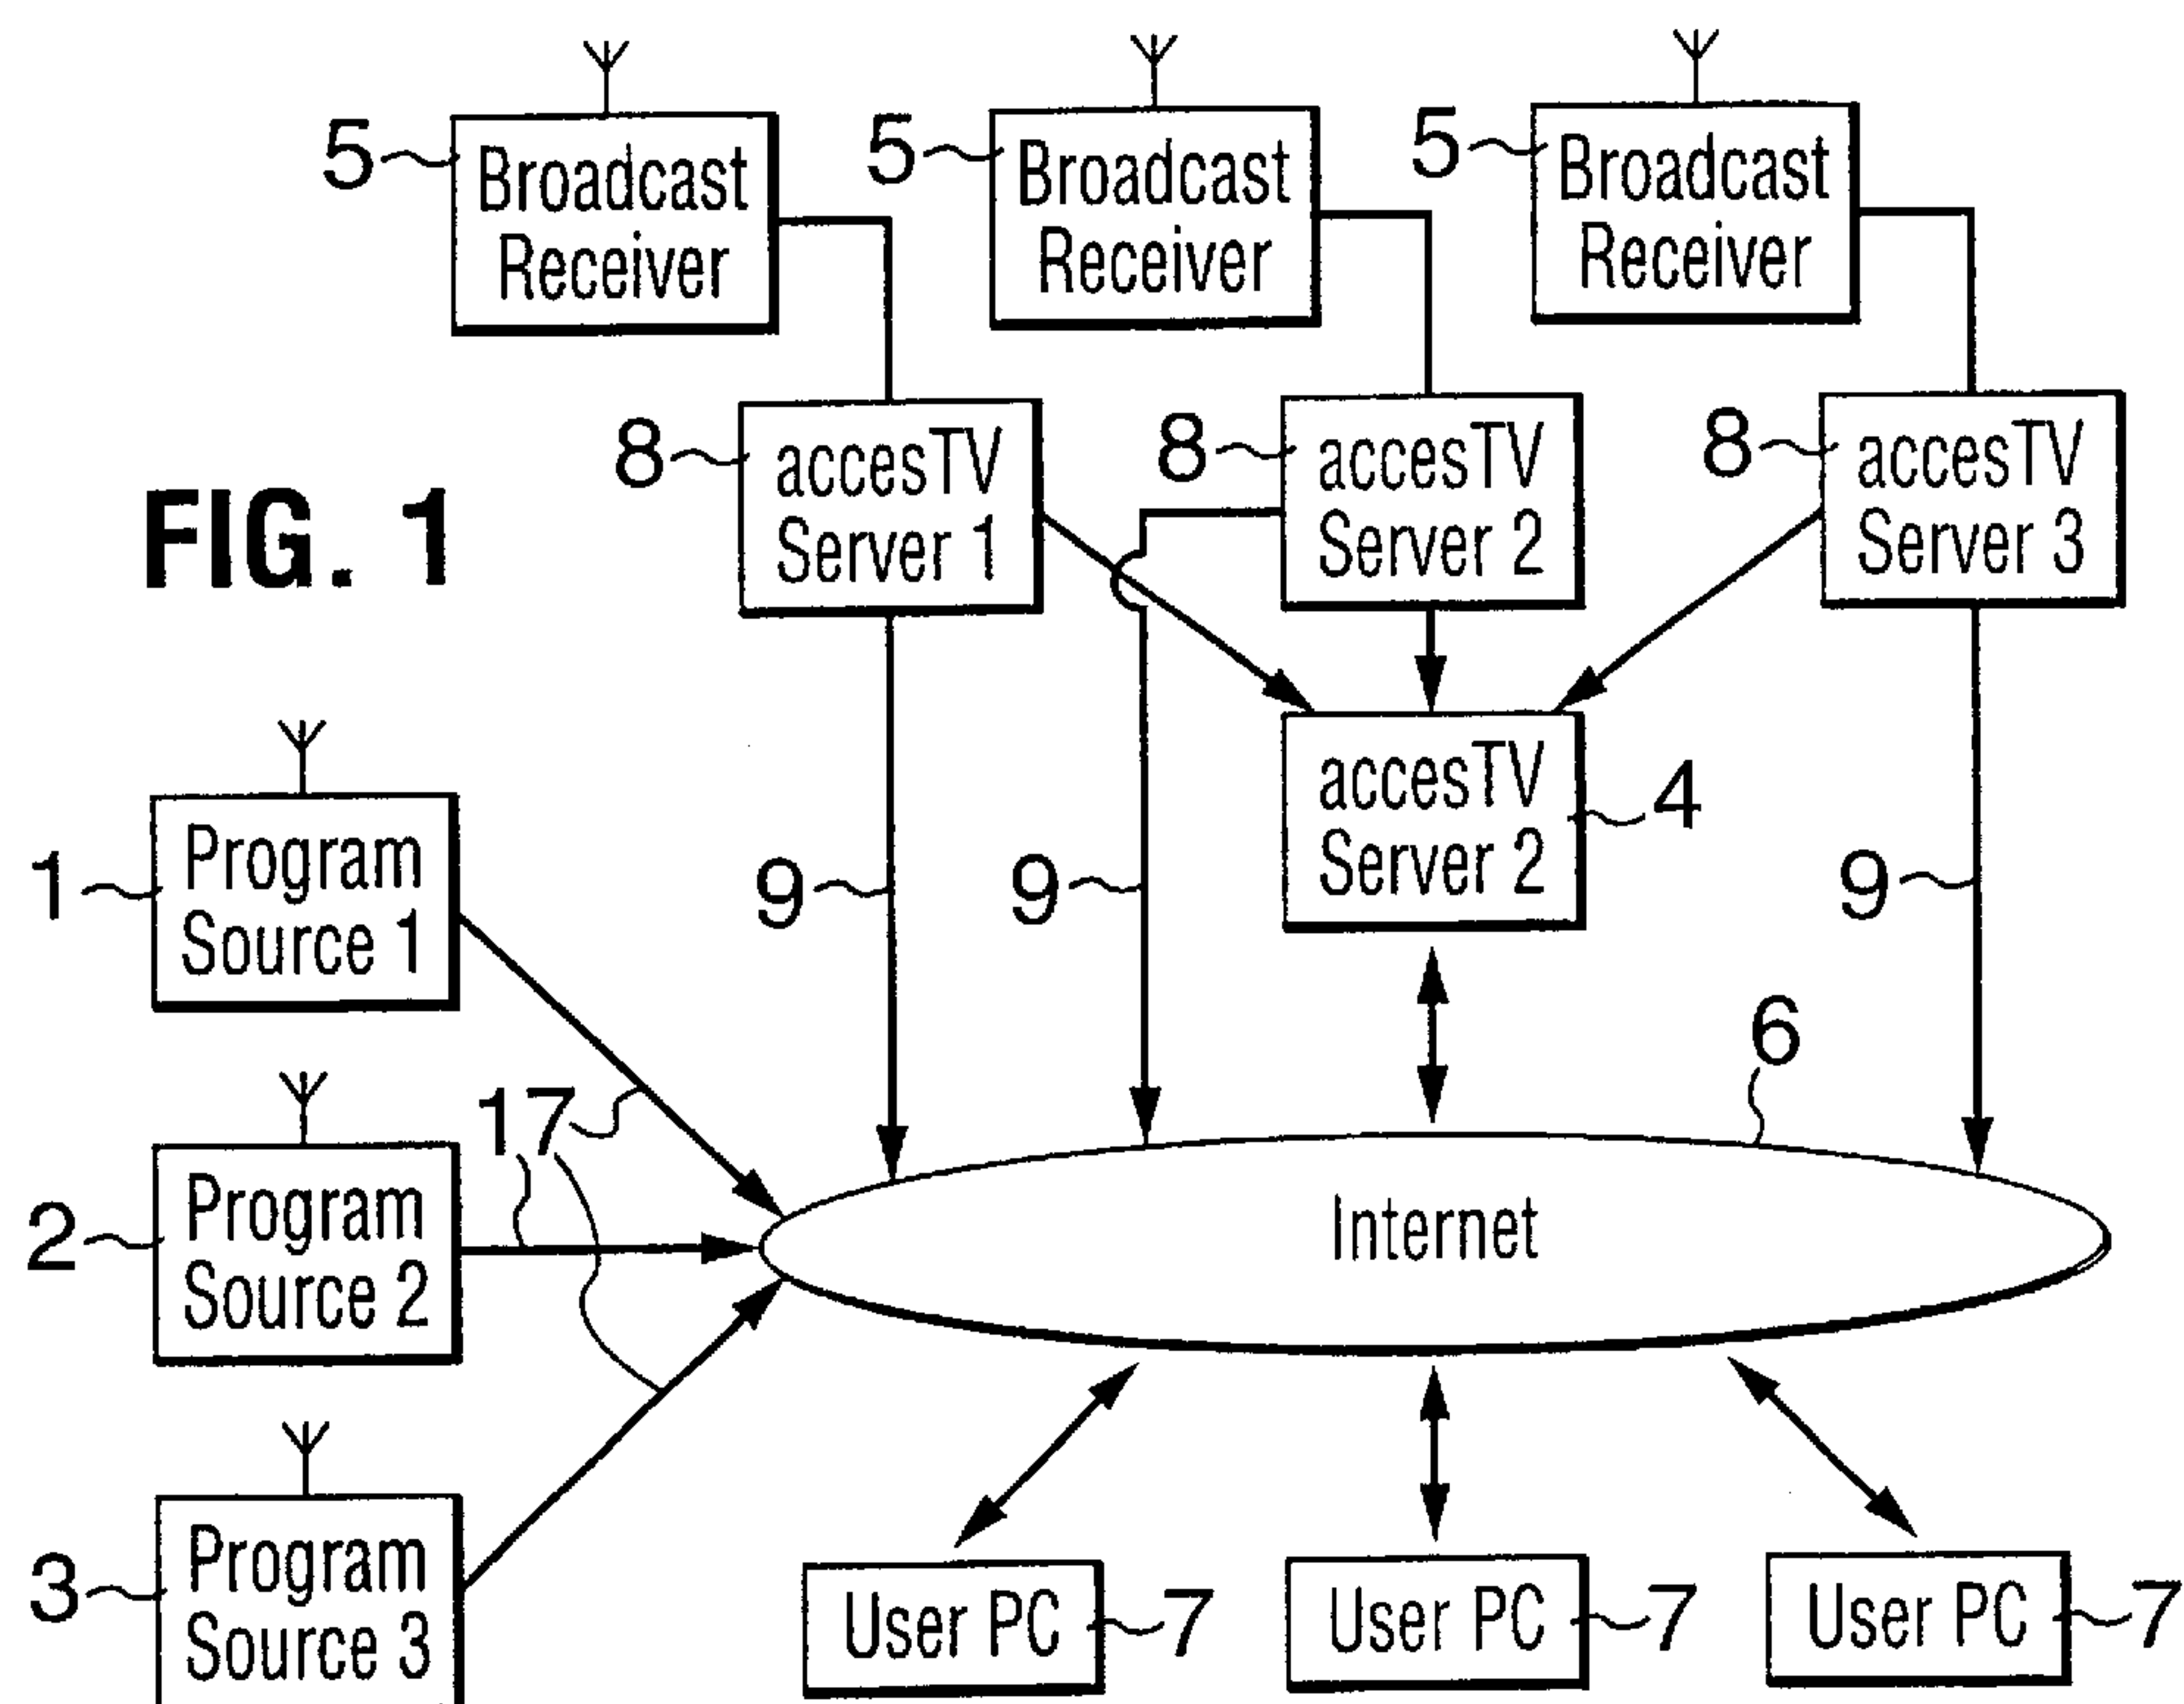 5
Broadcast
Receiver
5
Broadcast
Receiver
5
Broadcast
Receiver
8
accesTV
Server 1
8
accesTV
Server 2
8
accesTV
Server 3
FIG. 1
accesTV
Server 2
4
1
Program
Source 1
9
9
9
6
17
2
Program
Source 2
Internet
3
Program
Source 3
User PC
7
User PC
7
User PC
7